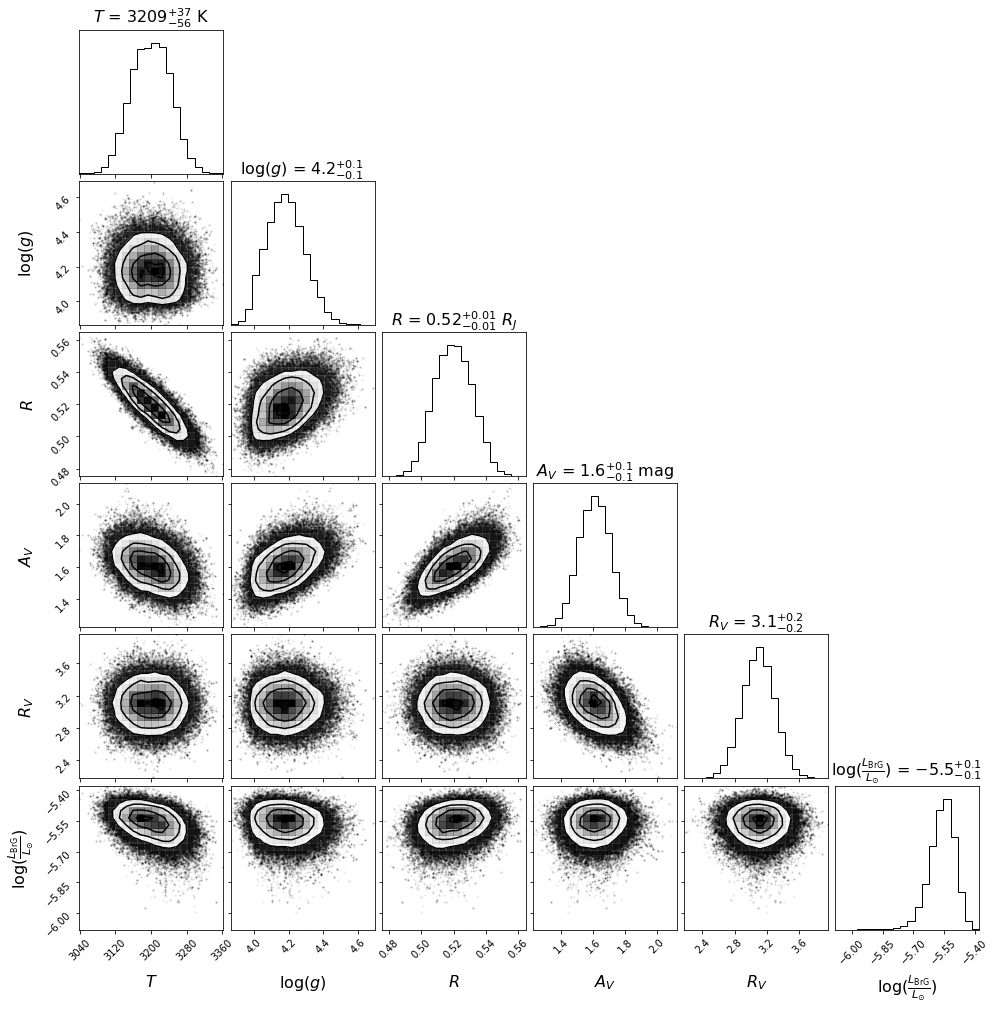 T = 3209 +37 −56 K
log(g) = 4.2 +0.1 −0.1
4.6
4.4
4.2
4.0
log(g)
R = 0.52 +0.01 −0.01 R_J
0.56
0.54
0.52
0.50
0.48
R
A_V = 1.6 +0.1 −0.1 mag
2.0
1.8
1.6
1.4
A_V
R_V = 3.1 +0.2 −0.2
3.6
3.2
2.8
2.4
R_V
log(L_BrG/L_⊙) = −5.5 +0.1 −0.1
−5.40
−5.55
−5.70
−5.85
−6.00
log(L_BrG/L_⊙)
3040 3120 3200 3280 3360 4.0 4.2 4.4 4.6 0.48 0.50 0.52 0.54 0.56 1.4 1.6 1.8 2.0 2.4 2.8 3.2 3.6 −6.00 −5.85 −5.70 −5.55 −5.40
T log(g) R A_V R_V log(L_BrG/L_⊙)